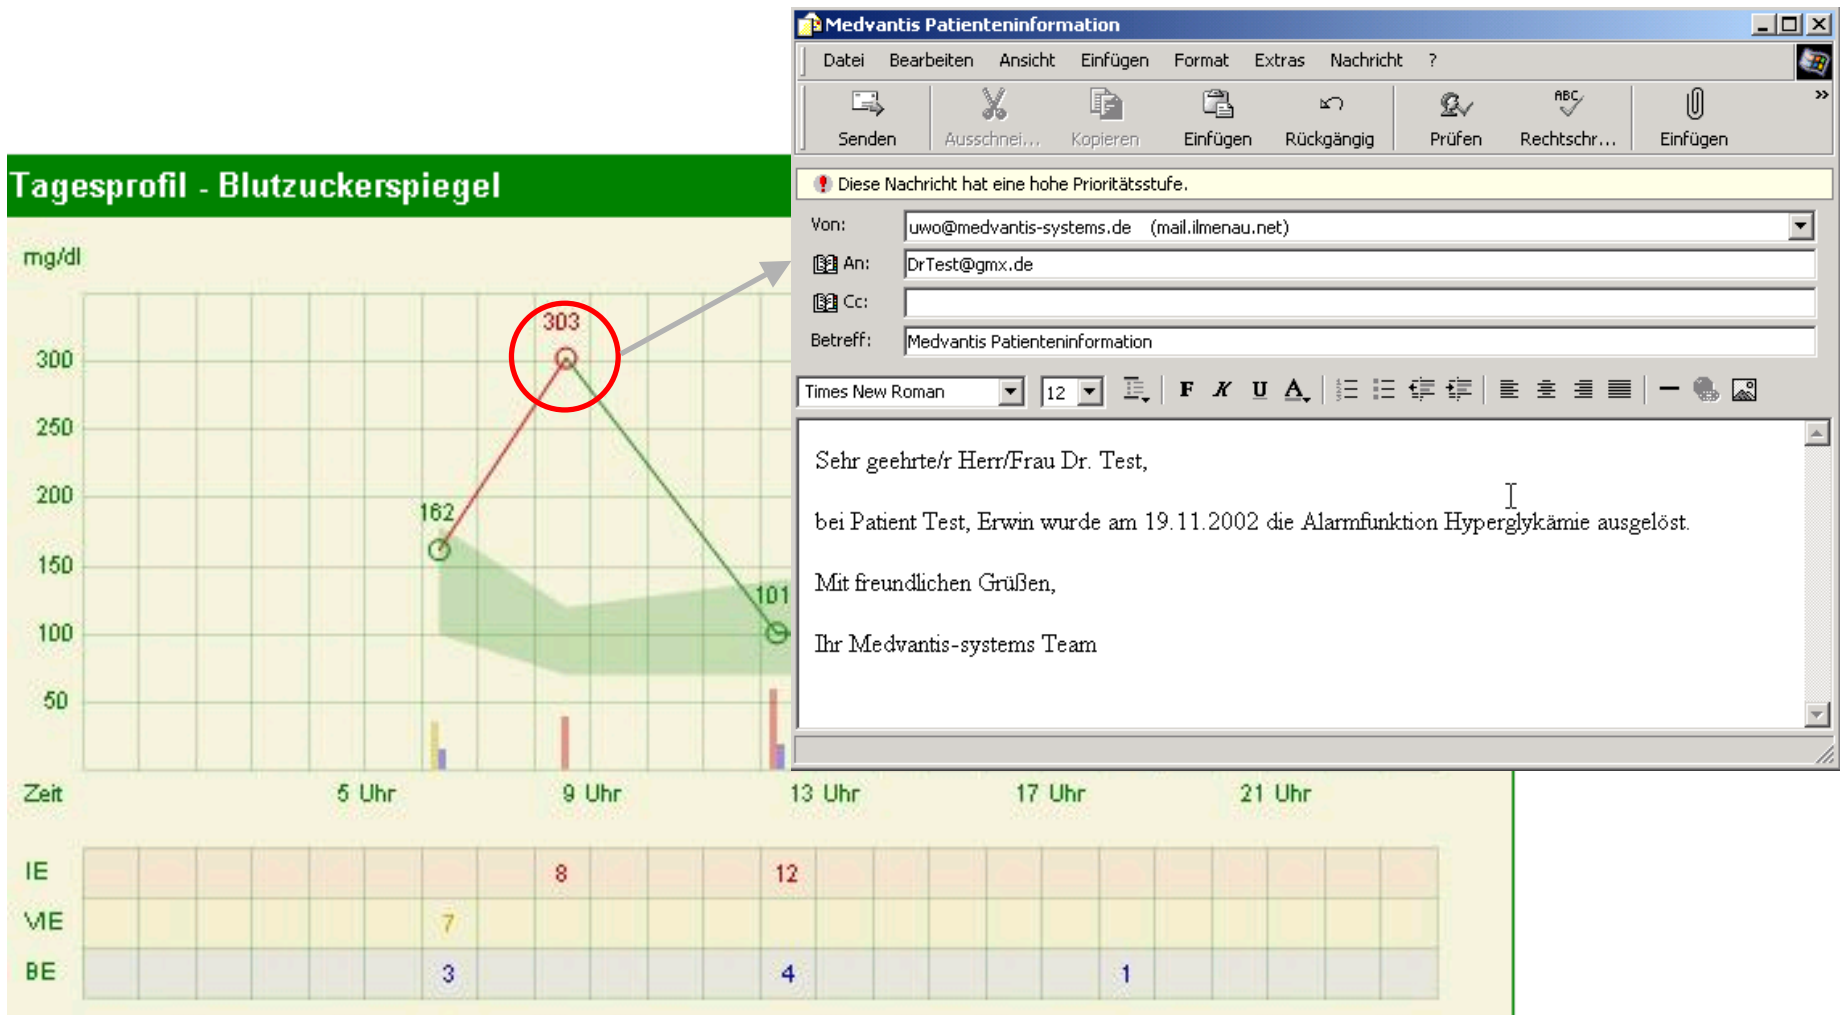 Medvantis Patienteninformation
Datei Bearbeiten Ansicht Einfügen Format Extras Nachricht ?
Senden Ausschnei... Kopieren Einfügen Rückgängig Prüfen ABC Rechtschr... Einfügen »
Diese Nachricht hat eine hohe Prioritätsstufe.
Von: uwo@medvantis-systems.de (mail.ilmenau.net)
An: DrTest@gmx.de
Cc:
Betreff: Medvantis Patienteninformation
Times New Roman 12 F K U A
Sehr geehrte/r Herr/Frau Dr. Test,
bei Patient Test, Erwin wurde am 19.11.2002 die Alarmfunktion Hyperglykämie ausgelöst.
Mit freundlichen Grüßen,
Ihr Medvantis-systems Team
Tagesprofil - Blutzuckerspiegel
mg/dl
303
300
250
200
162
150
101
100
50
Zeit 5 Uhr 9 Uhr 13 Uhr 17 Uhr 21 Uhr
IE 8 12
VIE 7
BE 3 4 1